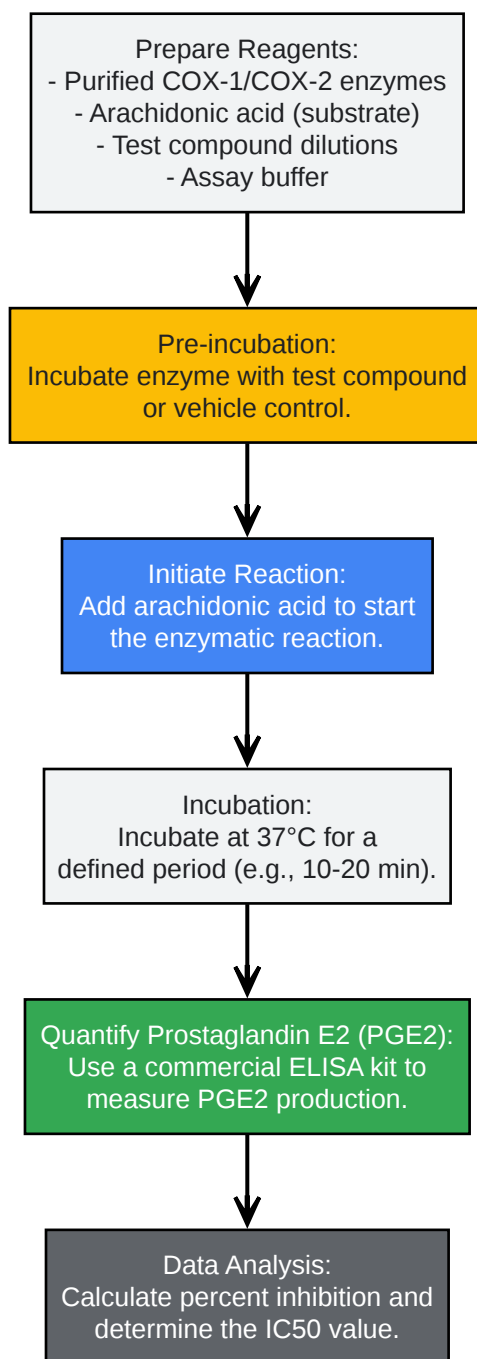 Prepare Reagents:
- Purified COX-1/COX-2 enzymes
- Arachidonic acid (substrate)
- Test compound dilutions
- Assay buffer
Pre-incubation:
Incubate enzyme with test compound
or vehicle control.
Initiate Reaction:
Add arachidonic acid to start
the enzymatic reaction.
Incubation:
Incubate at 37°C for a
defined period (e.g., 10-20 min).
Quantify Prostaglandin E2 (PGE2):
Use a commercial ELISA kit to
measure PGE2 production.
Data Analysis:
Calculate percent inhibition and
determine the IC50 value.